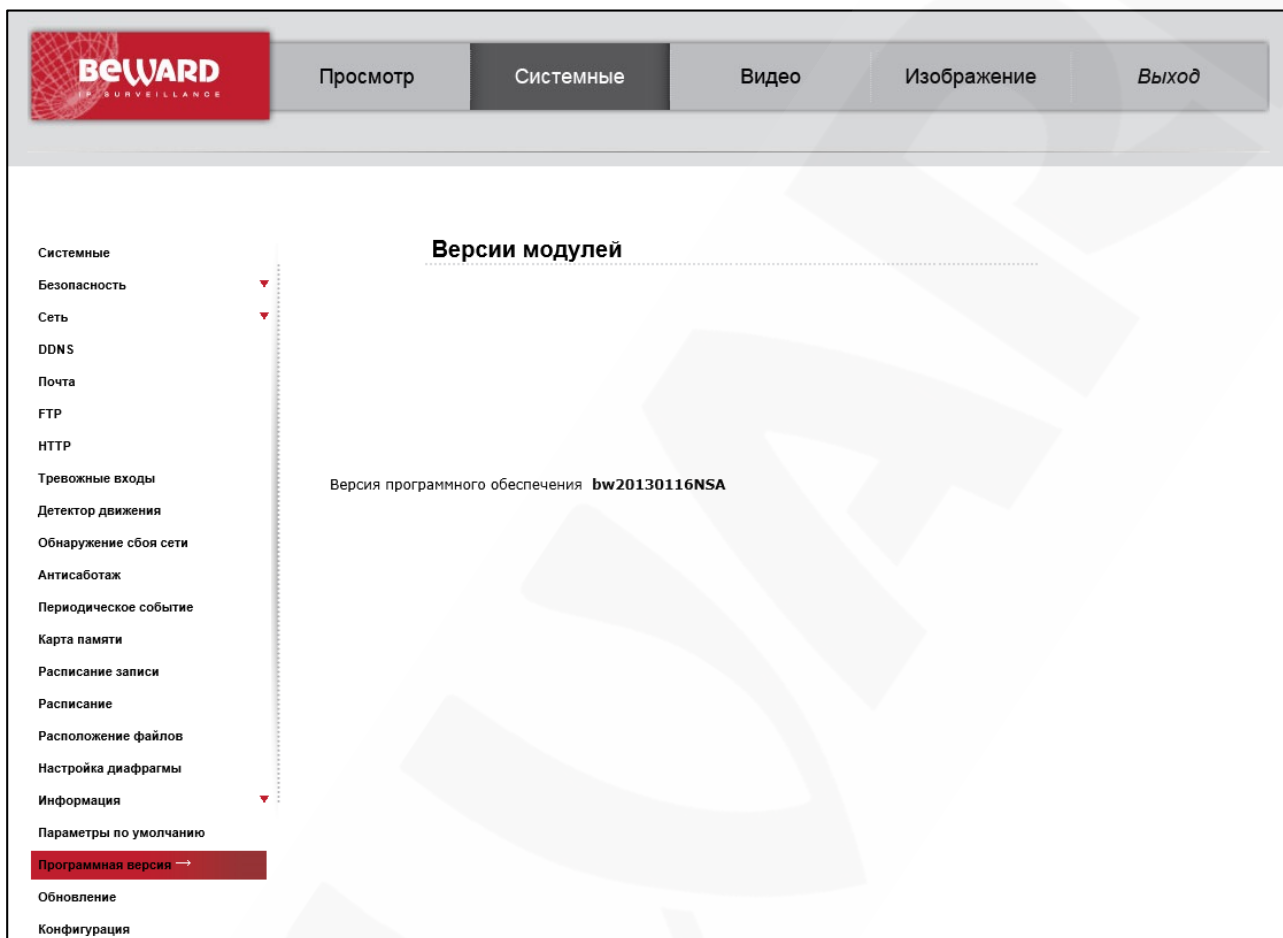 BEWARD
IP SURVEILLANCE
Просмотр
Системные
Видео
Изображение
Выход
Версии модулей
Системные
Безопасность
Сеть
DDNS
Почта
FTP
HTTP
Тревожные входы
Детектор движения
Обнаружение сбоя сети
Антисаботаж
Периодическое событие
Карта памяти
Расписание записи
Расписание
Расположение файлов
Настройка диафрагмы
Информация
Параметры по умолчанию
Программная версия →
Обновление
Конфигурация
Версия программного обеспечения bw20130116NSA